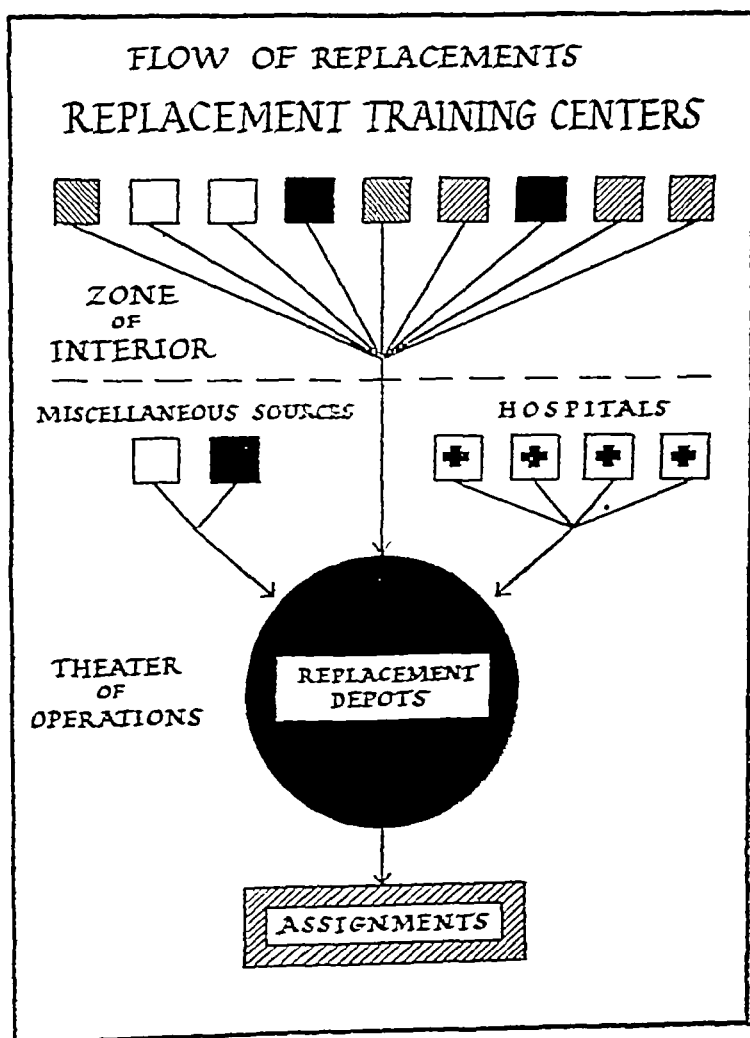 FLOW OF REPLACEMENTS
REPLACEMENT TRAINING CENTERS
ZONE
OF
INTERIOR
MISCELLANEOUS SOURCES
HOSPITALS
THEATER
OF
OPERATIONS
REPLACEMENT
DEPOTS
ASSIGNMENTS